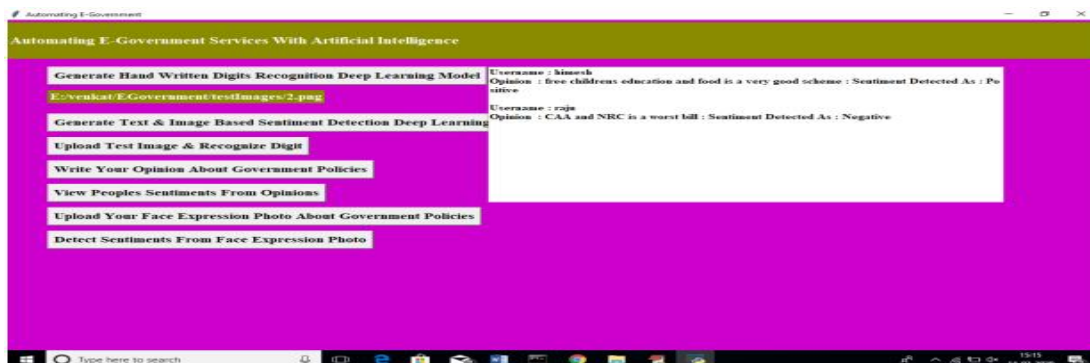 Automating E-Government
Automating E-Government Services With Artificial Intelligence
Generate Hand Written Digits Recognition Deep Learning Model
E:/venkat/EGovernment/testImages/2.png
Generate Text & Image Based Sentiment Detection Deep Learning
Upload Test Image & Recognize Digit
Write Your Opinion About Government Policies
View Peoples Sentiments From Opinions
Upload Your Face Expression Photo About Government Policies
Detect Sentiments From Face Expression Photo
Username : himesh
Opinion : free childrens education and food is a very good scheme : Sentiment Detected As : Po
sitive
Username : raju
Opinion : CAA and NRC is a worst bill : Sentiment Detected As : Negative
Type here to search
15:15